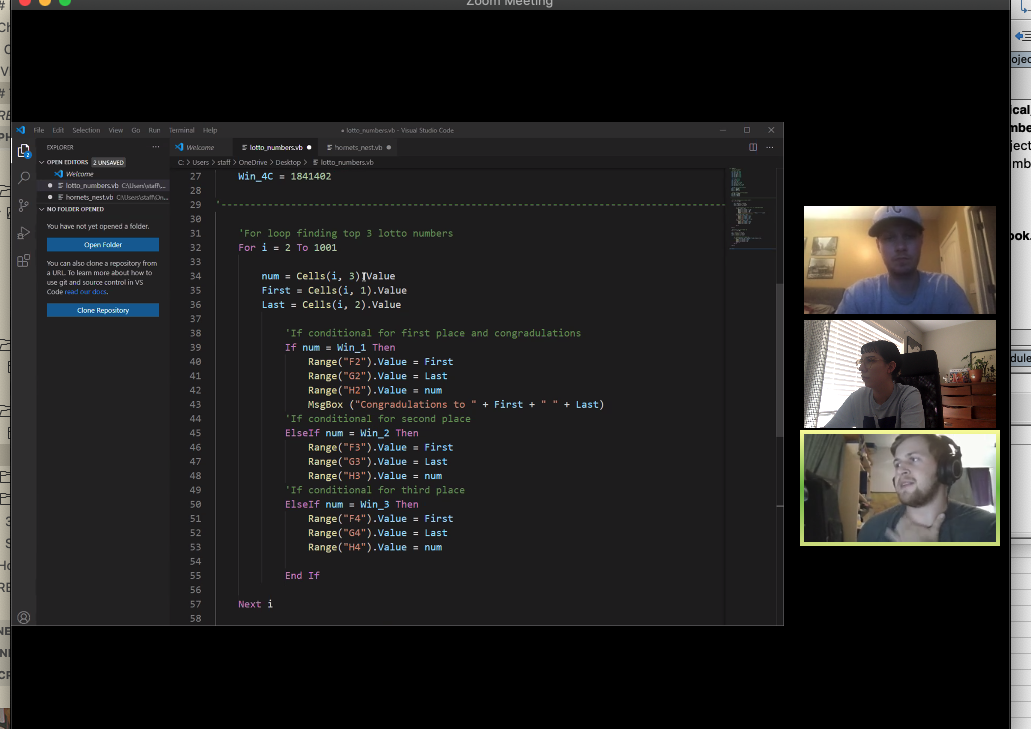 Zoom Meeting
File Edit Selection View Go Run Terminal Help
● lotto_numbers.vb - Visual Studio Code
EXPLORER
OPEN EDITORS 2 UNSAVED
Welcome
lotto_numbers.vb C:\Users\staff\...
hornets_nest.vb C:\Users\staff\On...
NO FOLDER OPENED
You have not yet opened a folder.
Open Folder
You can also clone a repository from
a URL. To learn more about how to
use git and source control in VS
Code read our docs.
Clone Repository
Welcome lotto_numbers.vb ● hornets_nest.vb ●
C: > Users > staff > OneDrive > Desktop > lotto_numbers.vb
27 Win_4C = 1841402
28
29 '--------------------------------------------------------------------------------------
30
31 'For loop finding top 3 lotto numbers
32 For i = 2 To 1001
33
34 num = Cells(i, 3).Value
35 First = Cells(i, 1).Value
36 Last = Cells(i, 2).Value
37
38 'If conditional for first place and congradulations
39 If num = Win_1 Then
40 Range("F2").Value = First
41 Range("G2").Value = Last
42 Range("H2").Value = num
43 MsgBox ("Congradulations to " + First + " " + Last)
44 'If conditional for second place
45 ElseIf num = Win_2 Then
46 Range("F3").Value = First
47 Range("G3").Value = Last
48 Range("H3").Value = num
49 'If conditional for third place
50 ElseIf num = Win_3 Then
51 Range("F4").Value = First
52 Range("G4").Value = Last
53 Range("H4").Value = num
54
55 End If
56
57 Next i
58